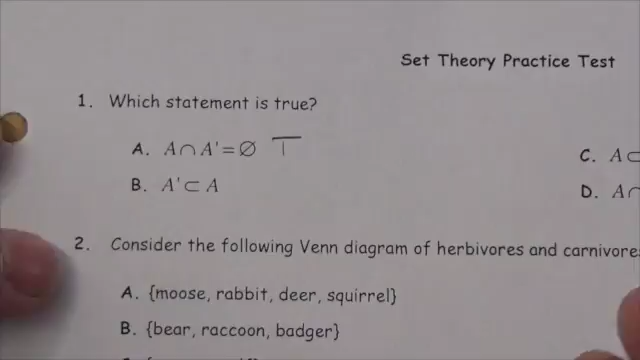 Set Theory Practice Test
1. Which statement is true?
A. A ∩ A' = ∅ T
C. A ⊂
B. A' ⊂ A
D. A ∩
2. Consider the following Venn diagram of herbivores and carnivore
A. {moose, rabbit, deer, squirrel}
B. {bear, raccoon, badger}